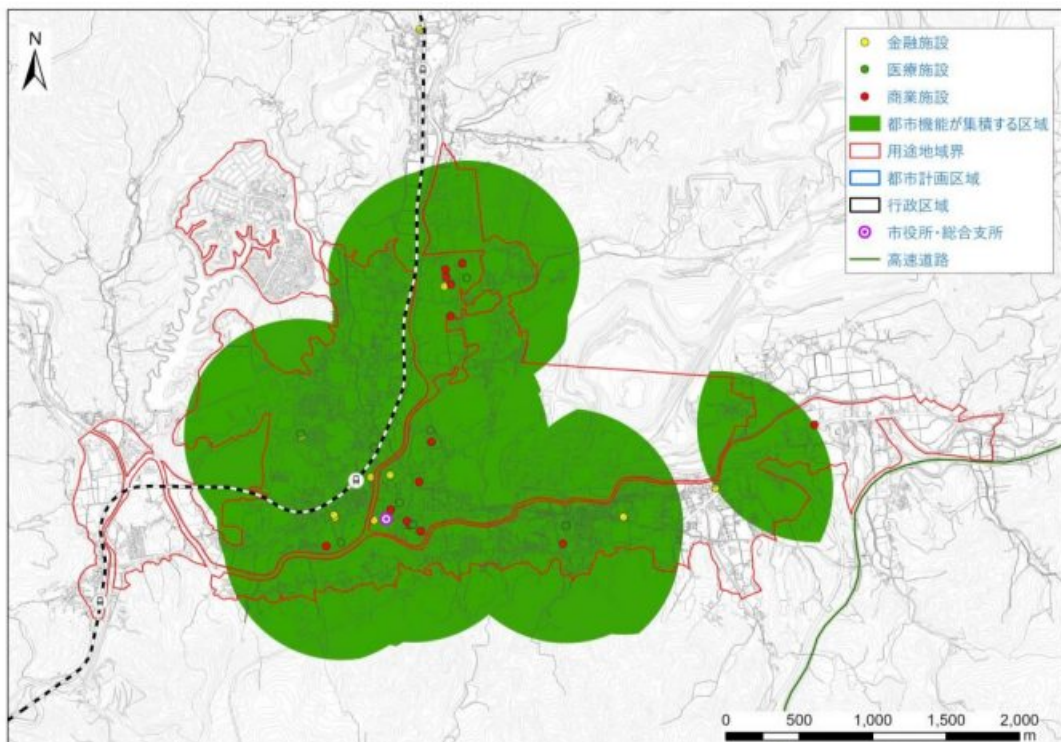 N
金融施設
医療施設
商業施設
都市機能が集積する区域
用途地域界
都市計画区域
行政区域
市役所・総合支所
高速道路
0 500 1,000 1,500 2,000
m